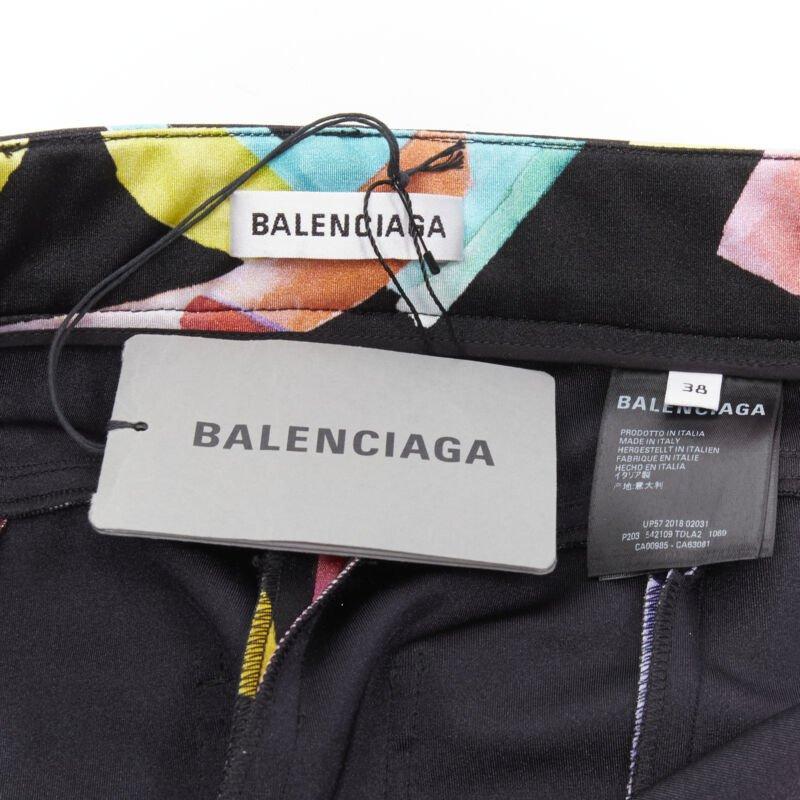 BALENCIAGA
BALENCIAGA
38
BALENCIAGA
PRODOTTO IN ITALIA
MADE IN ITALY
HERGESTELLT IN ITALIEN
FABRIQUE EN ITALIE
HECHO EN ITALIA
イタリア製
产地:意大利
UP57 2018 02031
P203 542109 TDLA2 1069
CA00985 - CA63081